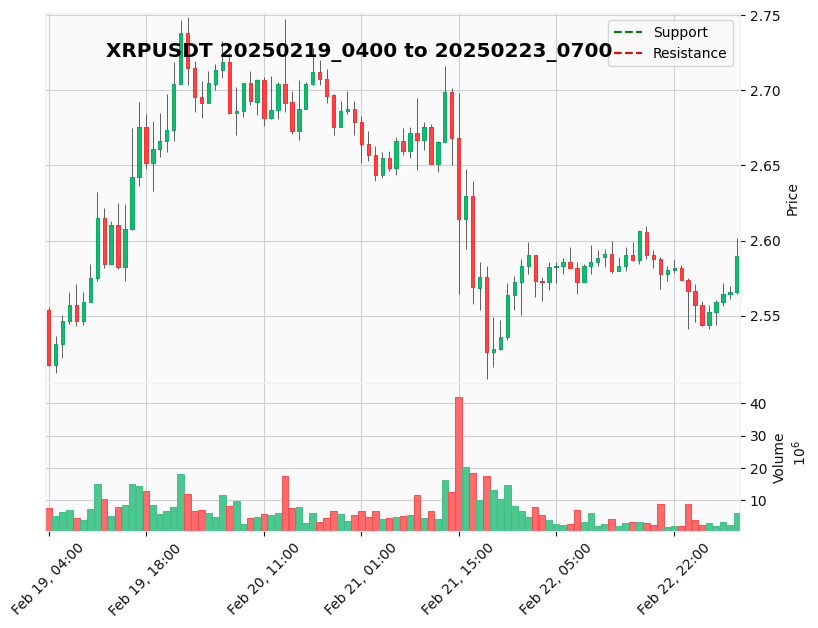 XRPUSDT 20250219_0400 to 20250223_0700
Support
Resistance
2.75
2.70
2.65
2.60
2.55
Price
40
30
20
10
Volume
10^6
Feb 19, 04:00
Feb 19, 18:00
Feb 20, 11:00
Feb 21, 01:00
Feb 21, 15:00
Feb 22, 05:00
Feb 22, 22:00